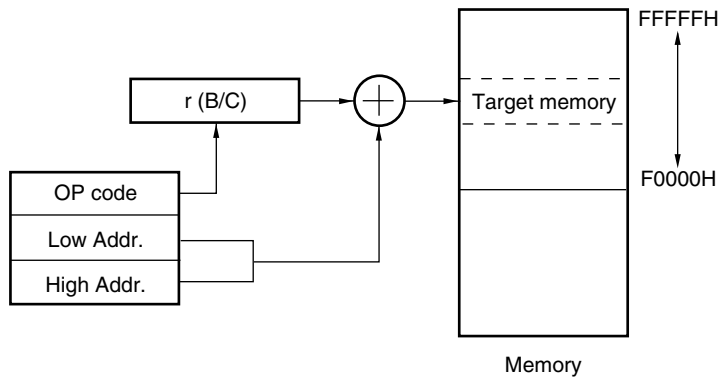 FFFFFH
r (B/C)
Target memory
F0000H
OP code
Low Addr.
High Addr.
Memory